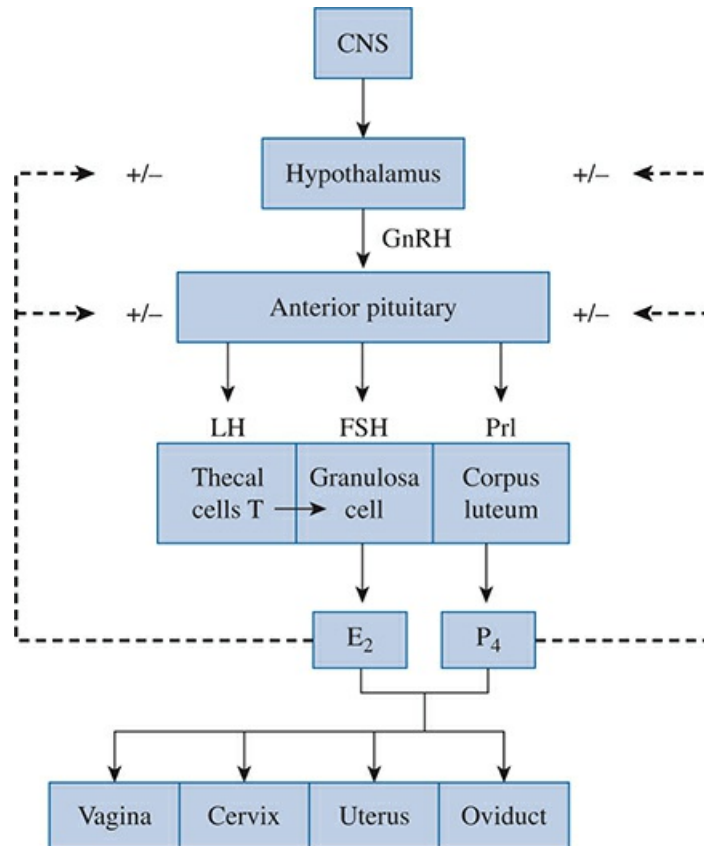 CNS
+/–
Hypothalamus
+/–
GnRH
+/–
Anterior pituitary
+/–
LH
FSH
Prl
Thecal
cells T
Granulosa
cell
Corpus
luteum
E₂
P₄
Vagina
Cervix
Uterus
Oviduct